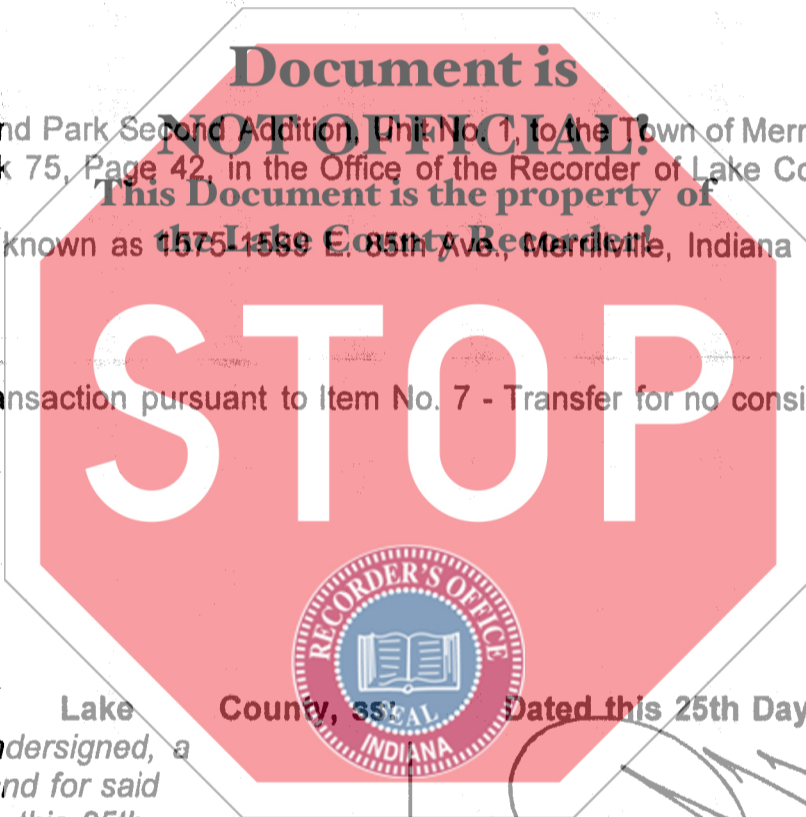 Document is
NOT OFFICIAL!
nd Park Second Addition, Unit No. 1, to the Town of Merr
k 75, Page 42, in the Office of the Recorder of Lake Co
This Document is the property of
the Lake County Recorder!
known as 1575-1599 E. 85th Ave., Merrillville, Indiana
STOP
ansaction pursuant to Item No. 7 - Transfer for no consi
RECORDER'S OFFICE
SEAL
INDIANA
Lake County, ss: Dated this 25th Day
ndersigned, a
nd for said
this 25th